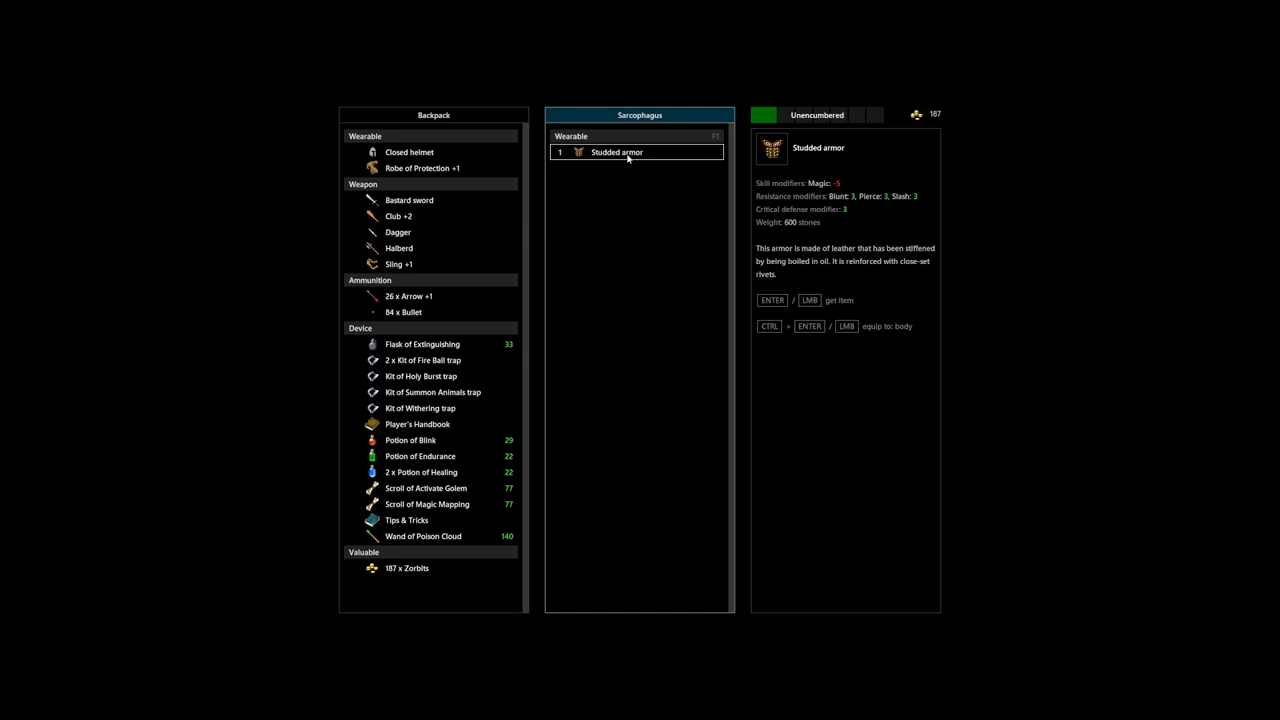 Backpack
Wearable
Closed helmet
Robe of Protection +1
Weapon
Bastard sword
Club +2
Dagger
Halberd
Sling +1
Ammunition
26 x Arrow +1
84 x Bullet
Device
Flask of Extinguishing 33
2 x Kit of Fire Ball trap
Kit of Holy Burst trap
Kit of Summon Animals trap
Kit of Withering trap
Player's Handbook
Potion of Blink 29
Potion of Endurance 22
2 x Potion of Healing 22
Scroll of Activate Golem 77
Scroll of Magic Mapping 77
Tips & Tricks
Wand of Poison Cloud 140
Valuable
187 x Zorbits
Sarcophagus
Wearable F1
1 Studded armor
Unencumbered 187
Studded armor
Skill modifiers: Magic: -5
Resistance modifiers: Blunt: 3, Pierce: 3, Slash: 3
Critical defense modifier: 3
Weight: 600 stones
This armor is made of leather that has been stiffened
by being boiled in oil. It is reinforced with close-set
rivets.
ENTER / LMB get item
CTRL + ENTER / LMB equip to: body